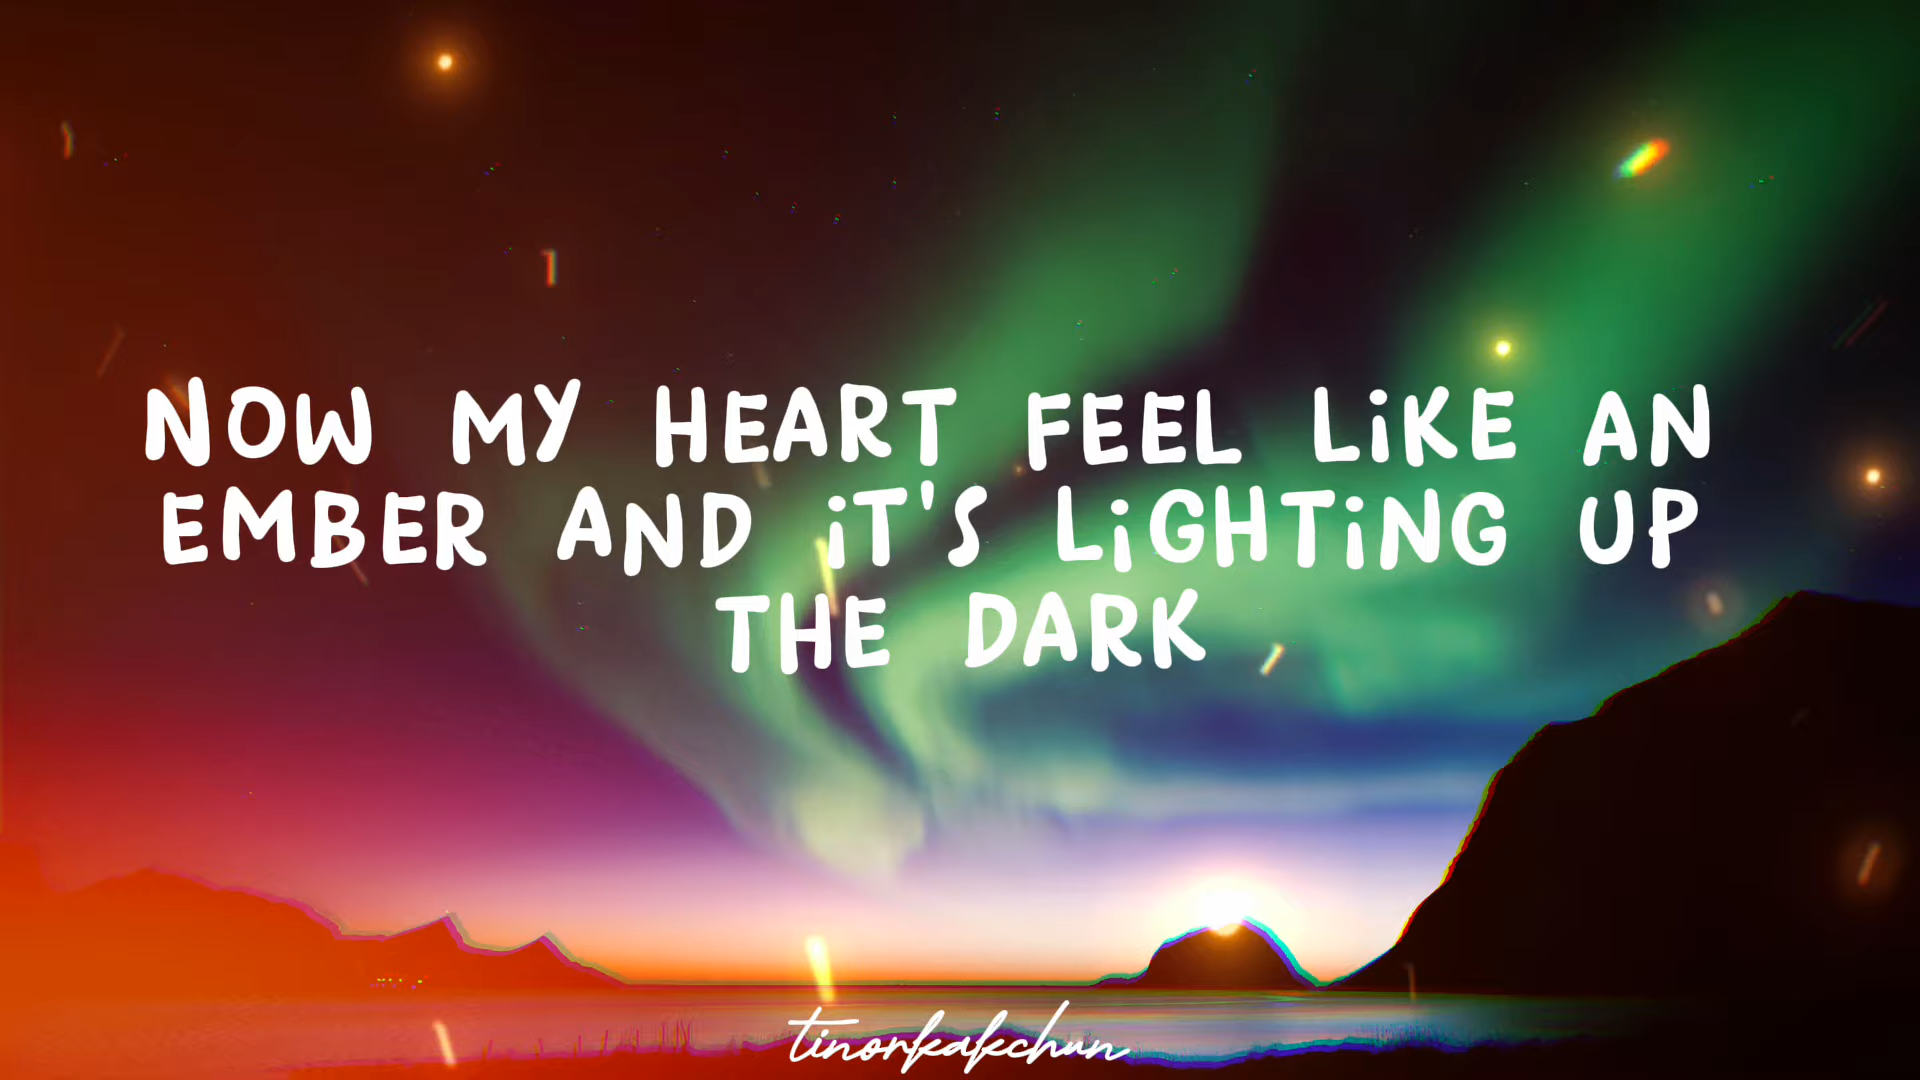 NOW MY HEART FEEL LiKE AN
EMBER AND iT'S LiGHTiNG UP
THE DARK
tinorkakchun